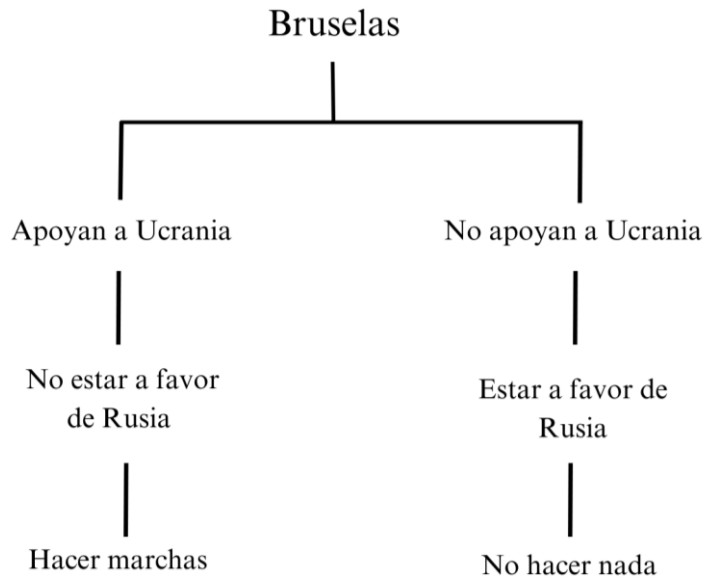 Bruselas
Apoyan a Ucrania
No apoyan a Ucrania
No estar a favor
de Rusia
Estar a favor de
Rusia
Hacer marchas
No hacer nada